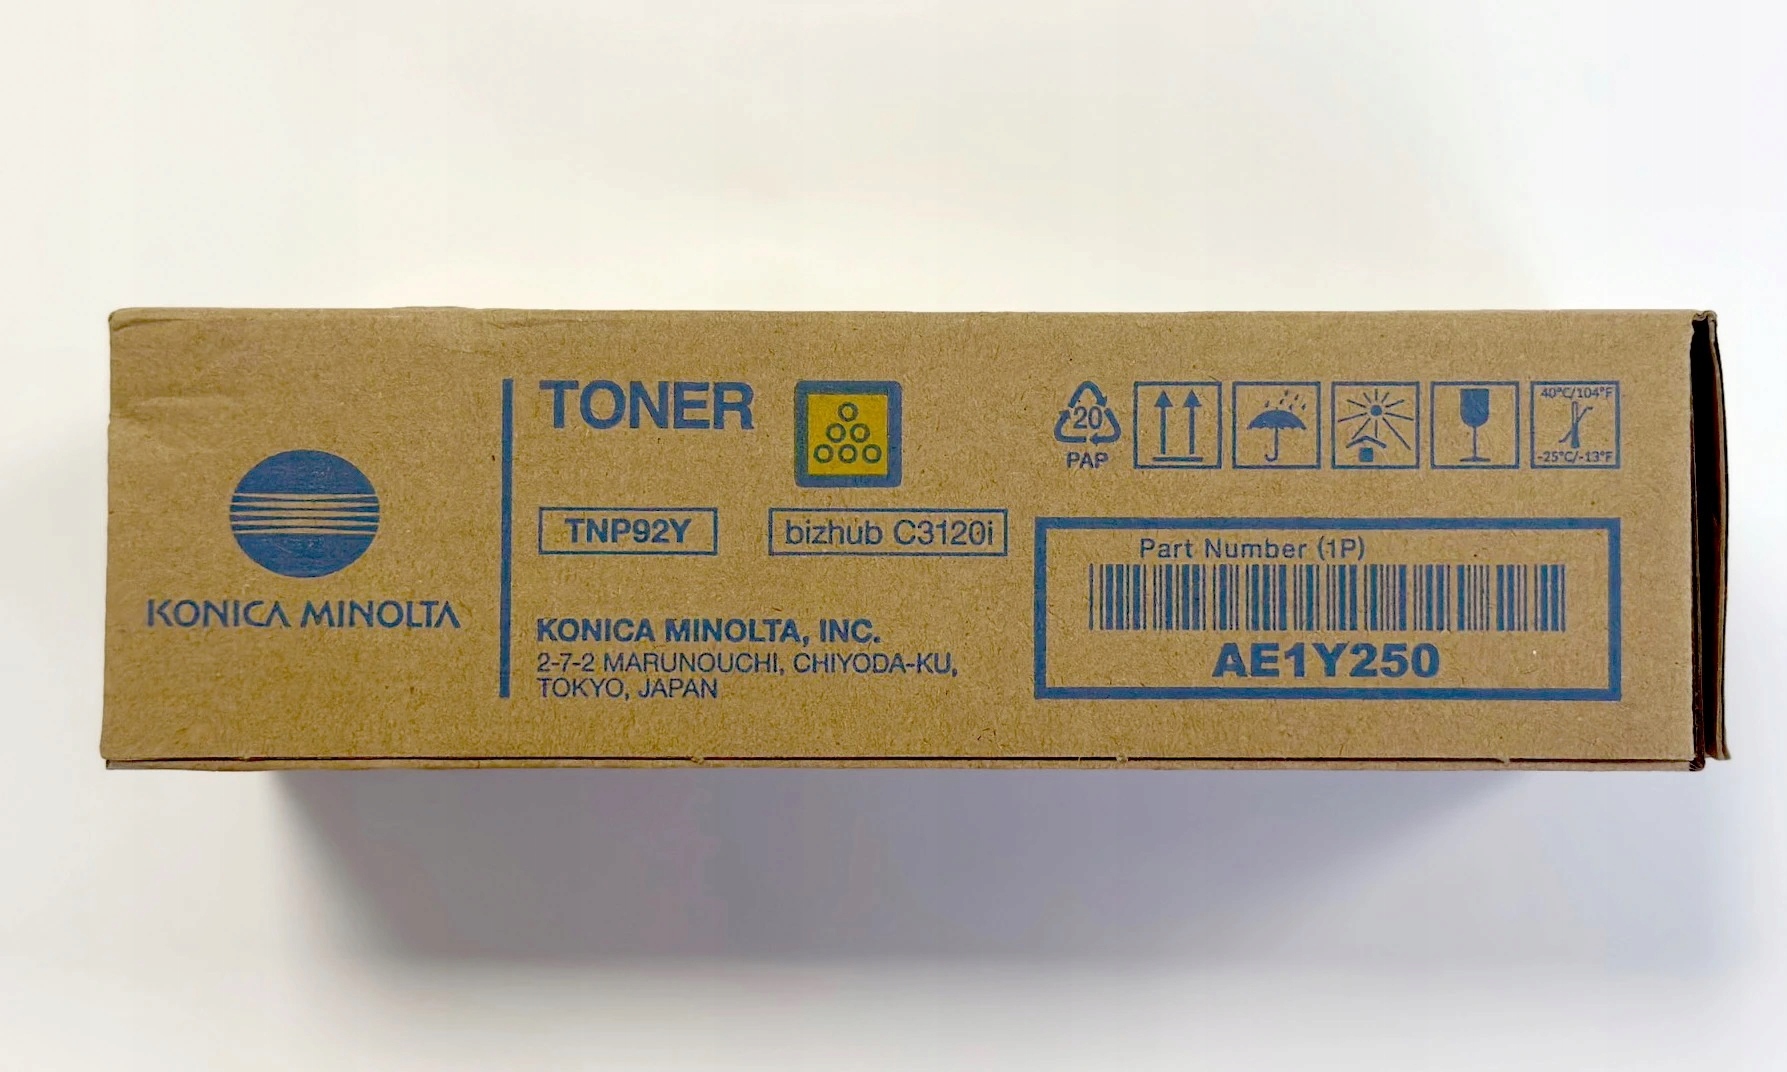 KONICA MINOLTA
TONER
TNP92Y
bizhub C3120i
KONICA MINOLTA, INC.
2-7-2 MARUNOUCHI, CHIYODA-KU,
TOKYO, JAPAN
20
PAP
40°C/104°F
-25°C/-13°F
Part Number (1P)
AE1Y250